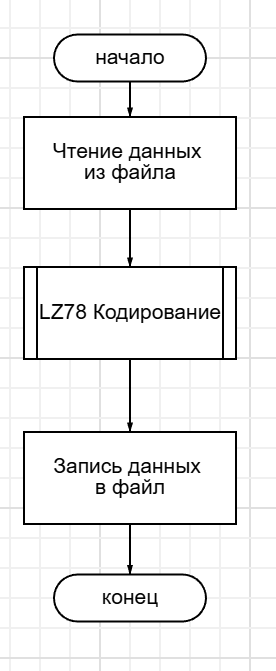 начало
Чтение данных
из файла
LZ78 Кодирование
Запись данных
в файл
конец